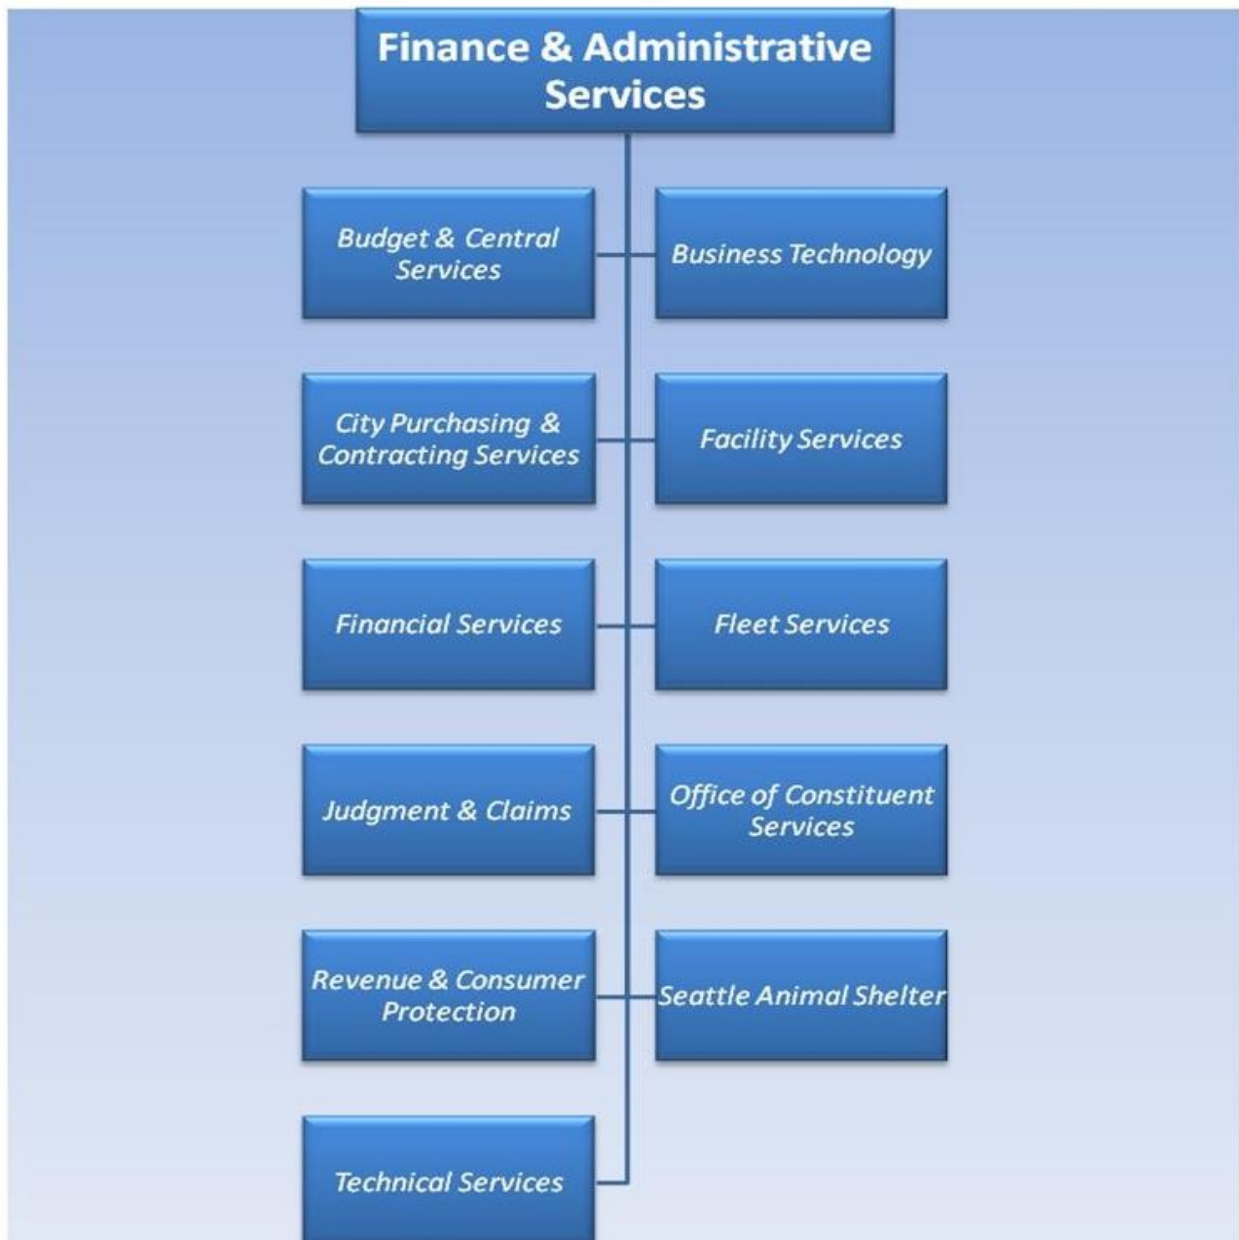 Finance & Administrative
Services
Budget & Central
Services
Business Technology
City Purchasing &
Contracting Services
Facility Services
Financial Services
Fleet Services
Judgment & Claims
Office of Constituent
Services
Revenue & Consumer
Protection
Seattle Animal Shelter
Technical Services